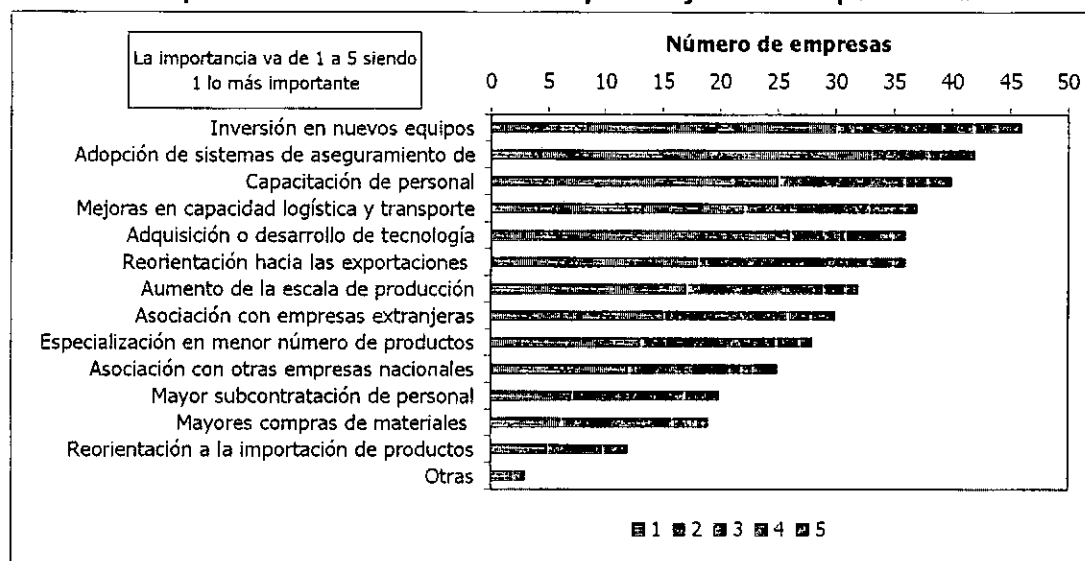 La importancia va de 1 a 5 siendo
1 lo más importante
Número de empresas
0 5 10 15 20 25 30 35 40 45 50
Inversión en nuevos equipos
Adopción de sistemas de aseguramiento de
Capacitación de personal
Mejoras en capacidad logística y transporte
Adquisición o desarrollo de tecnología
Reorientación hacia las exportaciones
Aumento de la escala de producción
Asociación con empresas extranjeras
Especialización en menor número de productos
Asociación con otras empresas nacionales
Mayor subcontratación de personal
Mayores compras de materiales
Reorientación a la importación de productos
Otras
1 2 3 4 5